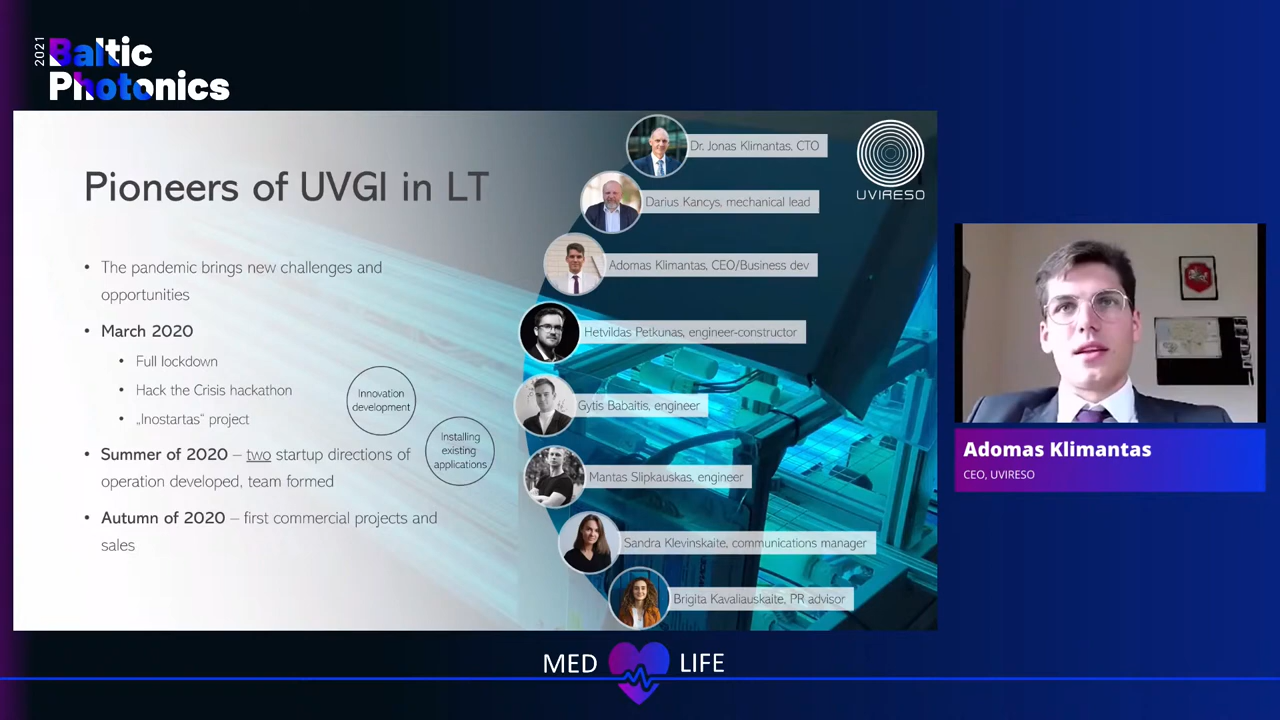 2021
Baltic
Photonics
Pioneers of UVGI in LT
• The pandemic brings new challenges and
opportunities
• March 2020
• Full lockdown
• Hack the Crisis hackathon
• „Inostartas“ project
• Summer of 2020 – two startup directions of
operation developed, team formed
• Autumn of 2020 – first commercial projects and
sales
Innovation
development
Installing
existing
applications
Dr. Jonas Klimantas, CTO
Darius Kancys, mechanical lead
Adomas Klimantas, CEO/Business dev
Hetvildas Petkunas, engineer-constructor
Gytis Babaitis, engineer
Mantas Slipkauskas, engineer
Sandra Klevinskaite, communications manager
Brigita Kavaliauskaite, PR advisor
UVIRESO
Adomas Klimantas
CEO, UVIRESO
MED LIFE